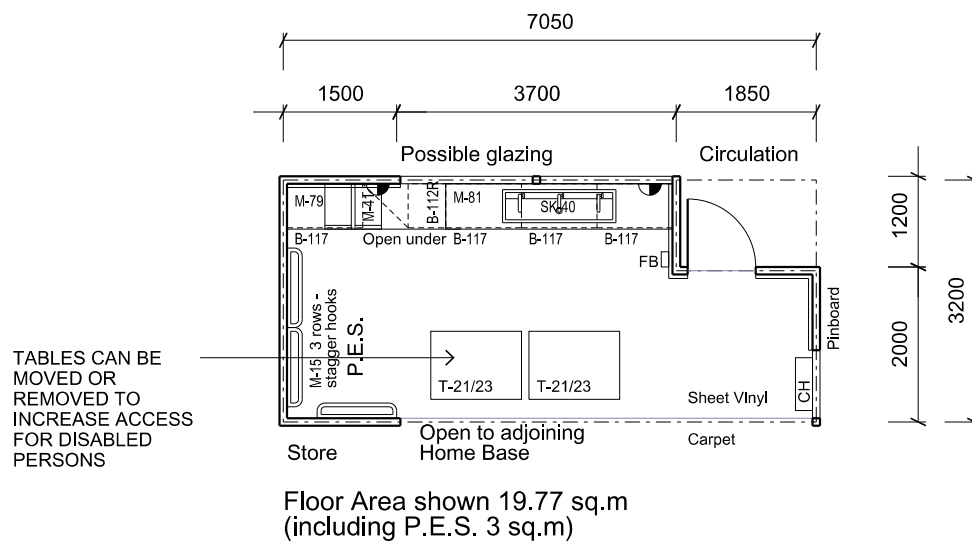 7050
1500
3700
1850
Possible glazing
Circulation
M-79
M-41
B-112R
M-81
SK-40
B-117
Open under
B-117
B-117
B-117
FB
1200
3200
2000
Pinboard
M-15 3 rows -
stagger hooks
P.E.S.
TABLES CAN BE
MOVED OR
REMOVED TO
INCREASE ACCESS
FOR DISABLED
PERSONS
T-21/23
T-21/23
Sheet VInyl
CH
Store
Open to adjoining
Home Base
Carpet
Floor Area shown 19.77 sq.m
(including P.E.S. 3 sq.m)